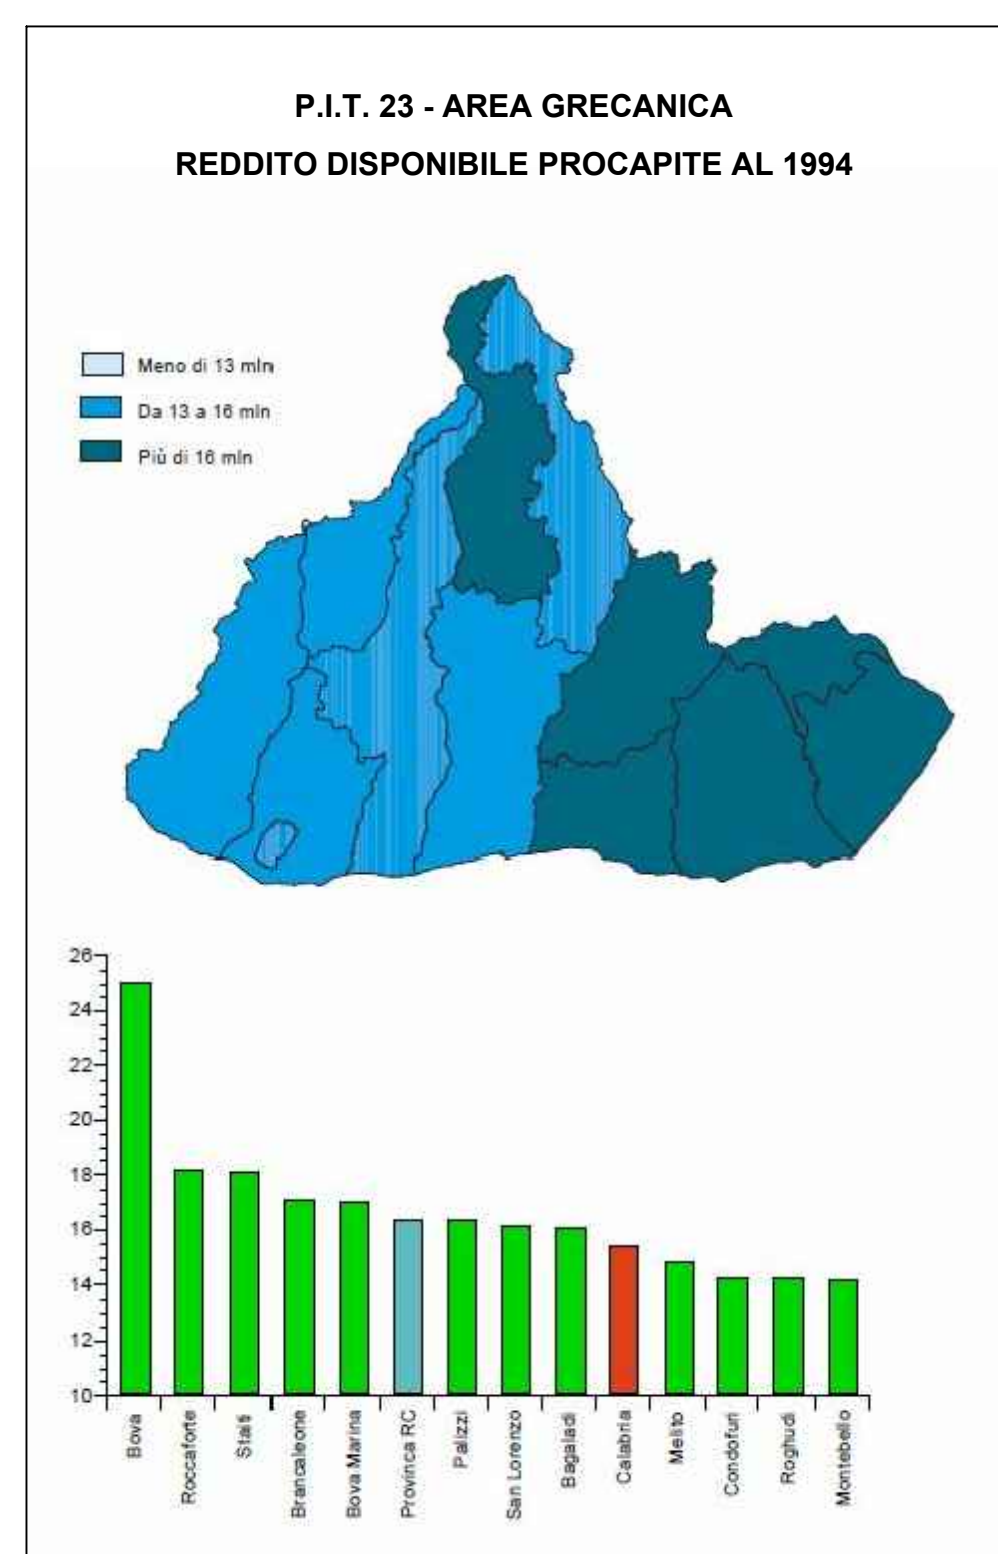 P.I.T. 23 - AREA GRECANICA
REDDITO DISPONIBILE PROCAPITE AL 1994
Meno di 13 mln
Da 13 a 16 mln
Più di 16 mln
26
24
22
20
18
16
14
12
10
Bova
Roccaforte
Staiti
Brancaleone
Bova Marina
Provinca RC
Palizzi
San Lorenzo
Bagaladi
Calabria
Melito
Condofuri
Roghudi
Montebello